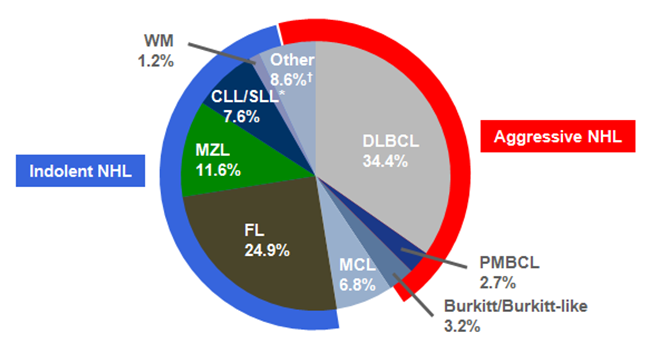 WM
1.2%
Other
8.6%†
CLL/SLL*
7.6%
DLBCL
34.4%
Aggressive NHL
MZL
11.6%
Indolent NHL
FL
24.9%
MCL
6.8%
PMBCL
2.7%
Burkitt/Burkitt-like
3.2%